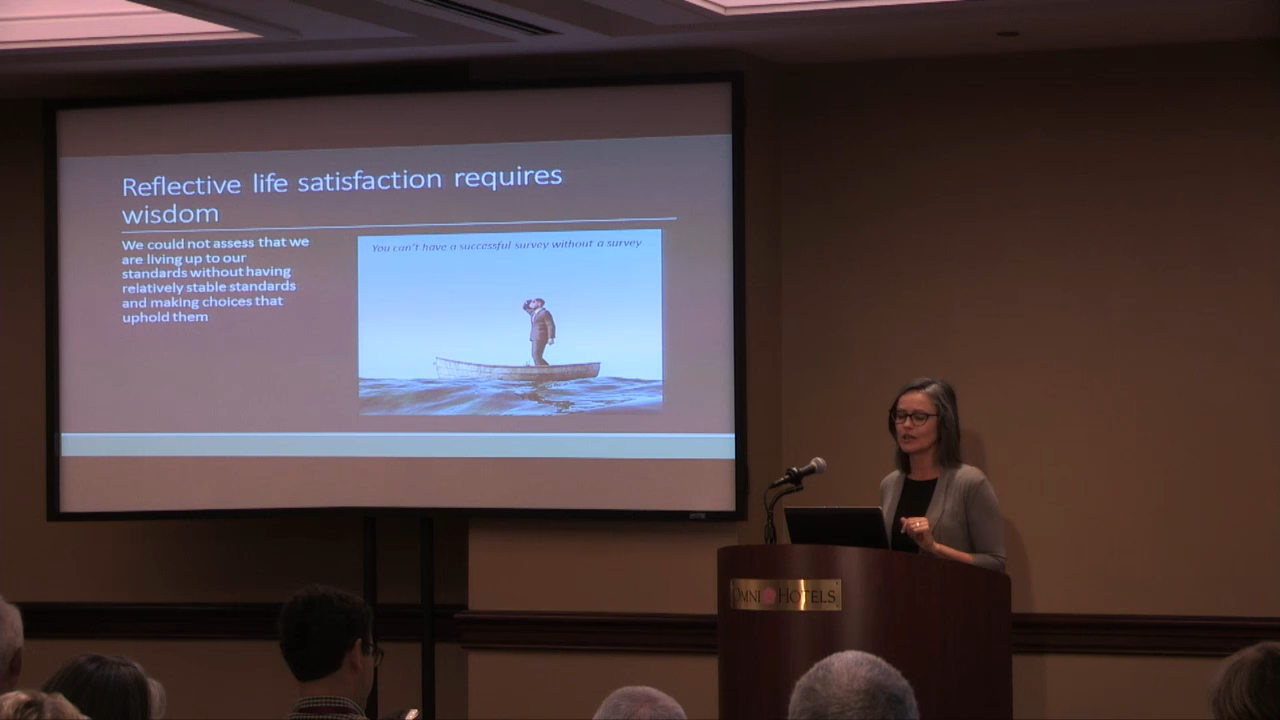 Reflective life satisfaction requires
wisdom
We could not assess that we
are living up to our
standards without having
relatively stable standards
and making choices that
uphold them
You can't have a successful survey without a survey
OMNI HOTELS